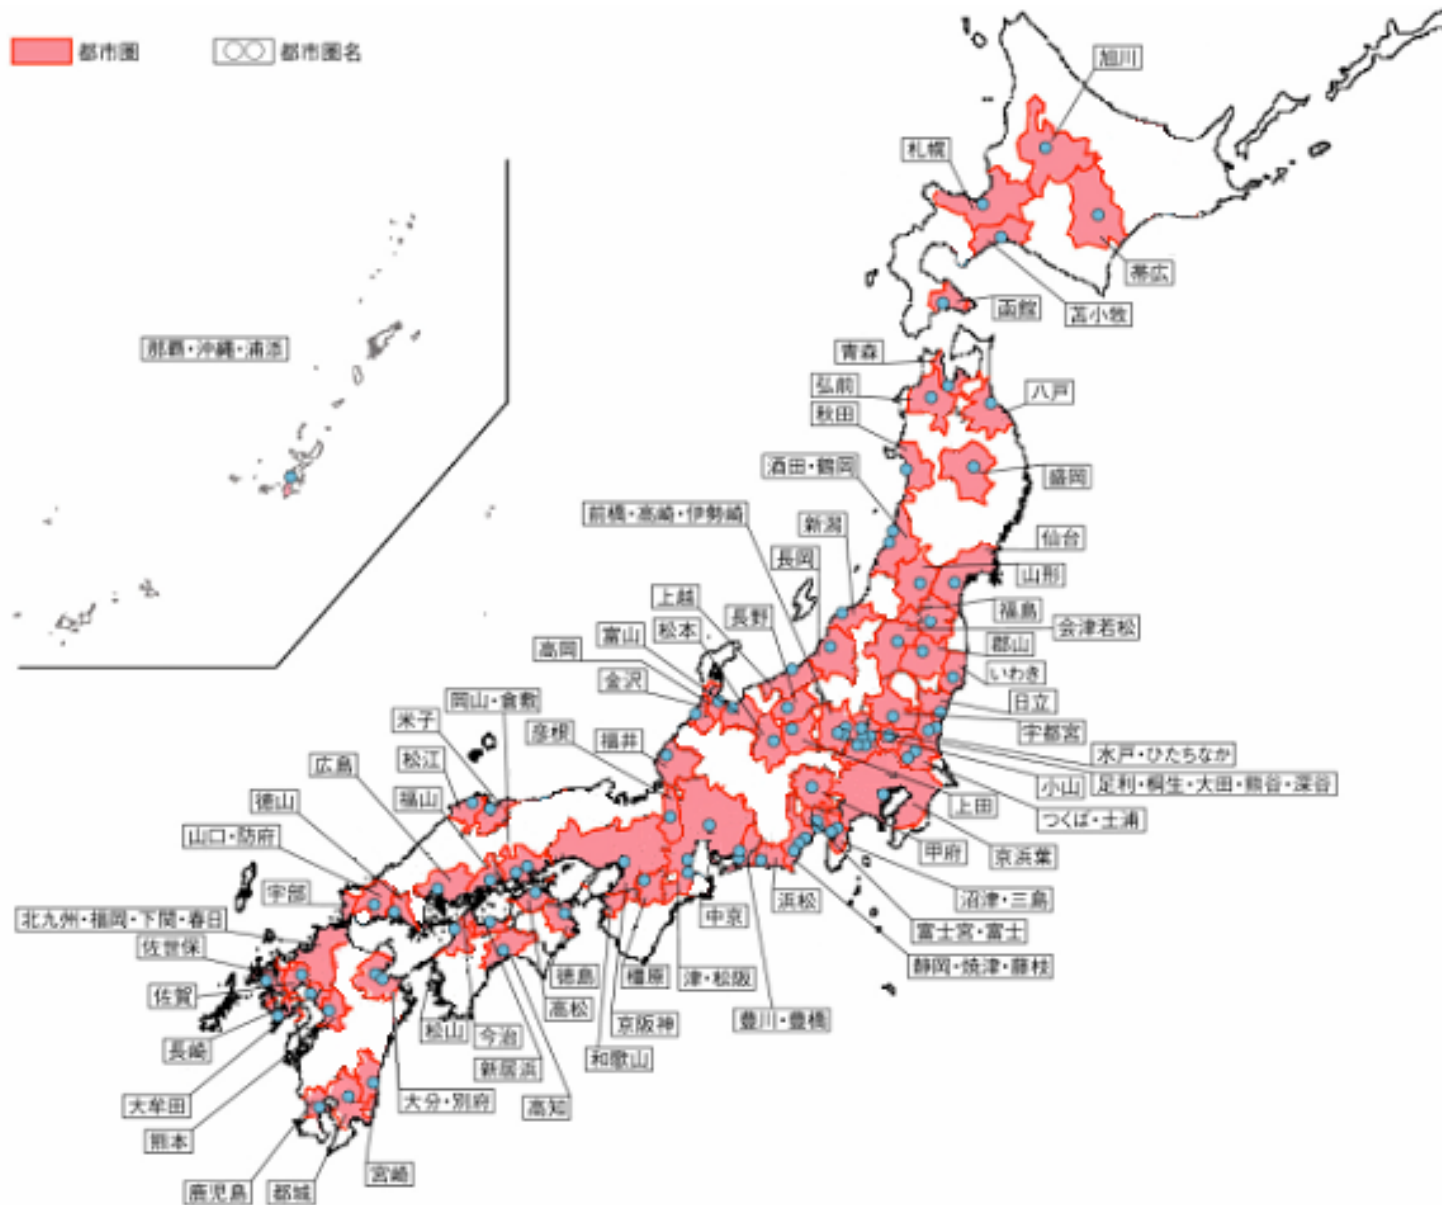 都市圏
○○ 都市圏名
旭川
札幌
帯広
苫小牧
函館
青森
弘前
八戸
秋田
那覇・沖縄・浦添
酒田・鶴岡
盛岡
前橋・高崎・伊勢崎
新潟
仙台
長岡
山形
上越
長野
福島
会津若松
富山
松本
郡山
高岡
いわき
金沢
日立
岡山・倉敷
宇都宮
米子
彦根
福井
水戸・ひたちなか
広島
松江
小山
足利・桐生・大田・熊谷・深谷
福山
上田
つくば・土浦
徳山
山口・防府
甲府
京浜葉
宇部
中京
浜松
沼津・三島
北九州・福岡・下関・春日
富士宮・富士
佐世保
静岡・焼津・藤枝
佐賀
徳島
橿原
津・松阪
高松
長崎
松山
今治
京阪神
豊川・豊橋
新居浜
和歌山
大牟田
大分・別府
高知
熊本
宮崎
鹿児島
都城